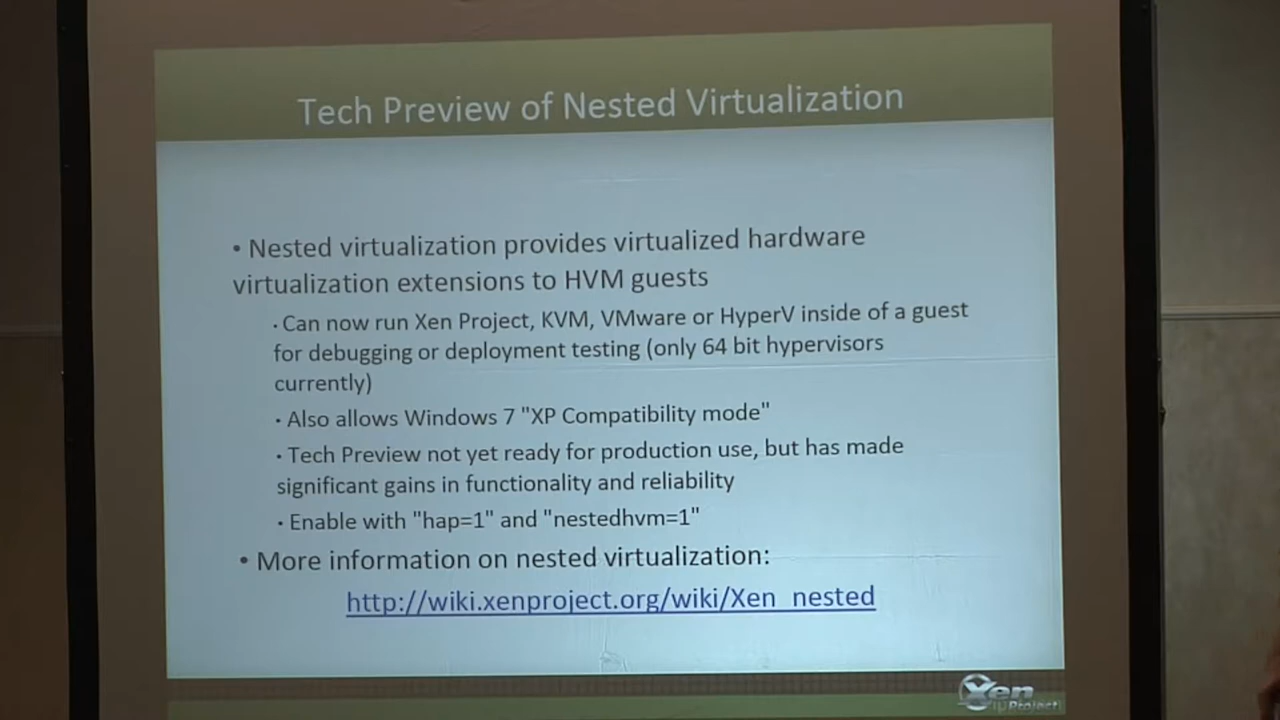 Tech Preview of Nested Virtualization
• Nested virtualization provides virtualized hardware
virtualization extensions to HVM guests
· Can now run Xen Project, KVM, VMware or HyperV inside of a guest
for debugging or deployment testing (only 64 bit hypervisors
currently)
· Also allows Windows 7 "XP Compatibility mode"
· Tech Preview not yet ready for production use, but has made
significant gains in functionality and reliability
· Enable with "hap=1" and "nestedhvm=1"
• More information on nested virtualization:
http://wiki.xenproject.org/wiki/Xen_nested
Xen
Project